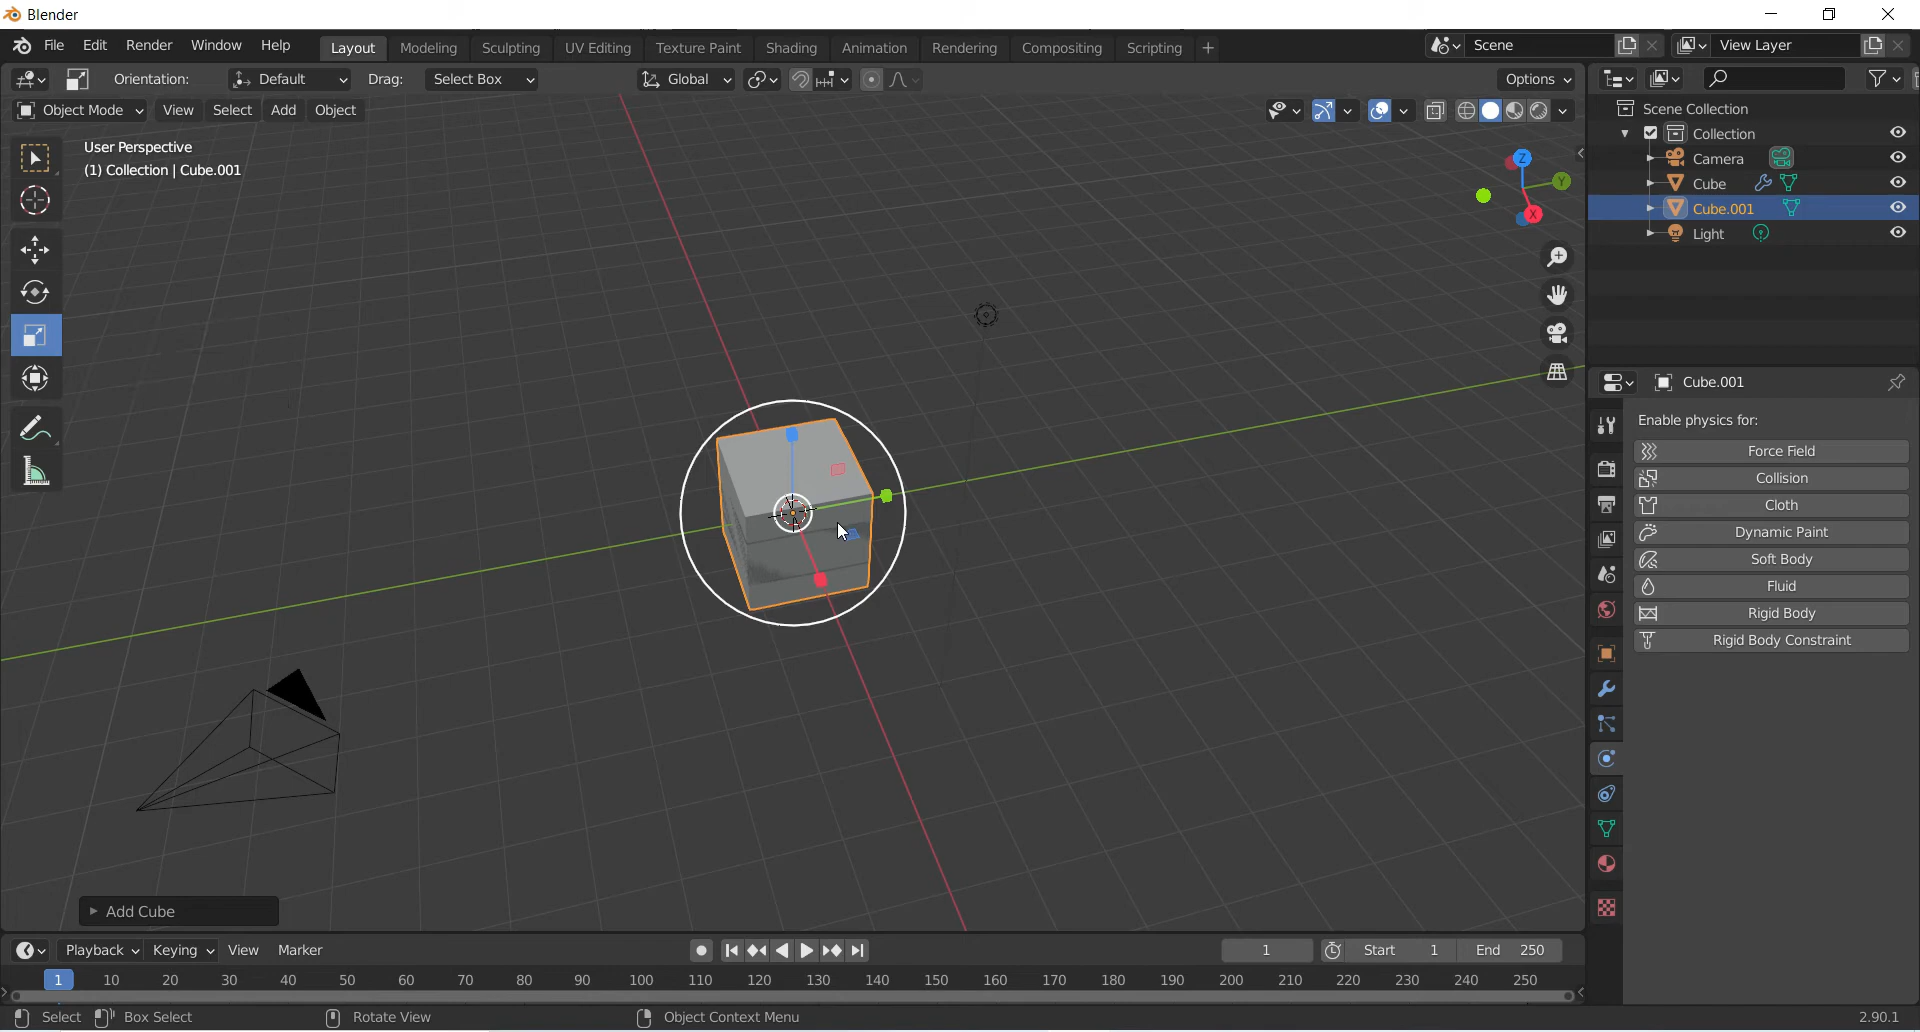 Blender
File Edit Render Window Help Layout Modeling Sculpting UV Editing Texture Paint Shading Animation Rendering Compositing Scripting + Scene View Layer
Orientation: Default Drag: Select Box Global Options
Object Mode View Select Add Object
User Perspective
(1) Collection | Cube.001
Z
Y
X
Scene Collection
Collection
Camera
Cube
Cube.001
Light
Cube.001
Enable physics for:
Force Field
Collision
Cloth
Dynamic Paint
Soft Body
Fluid
Rigid Body
Rigid Body Constraint
Add Cube
Playback Keying View Marker 1 Start 1 End 250
1 10 20 30 40 50 60 70 80 90 100 110 120 130 140 150 160 170 180 190 200 210 220 230 240 250
Select Box Select Rotate View Object Context Menu 2.90.1